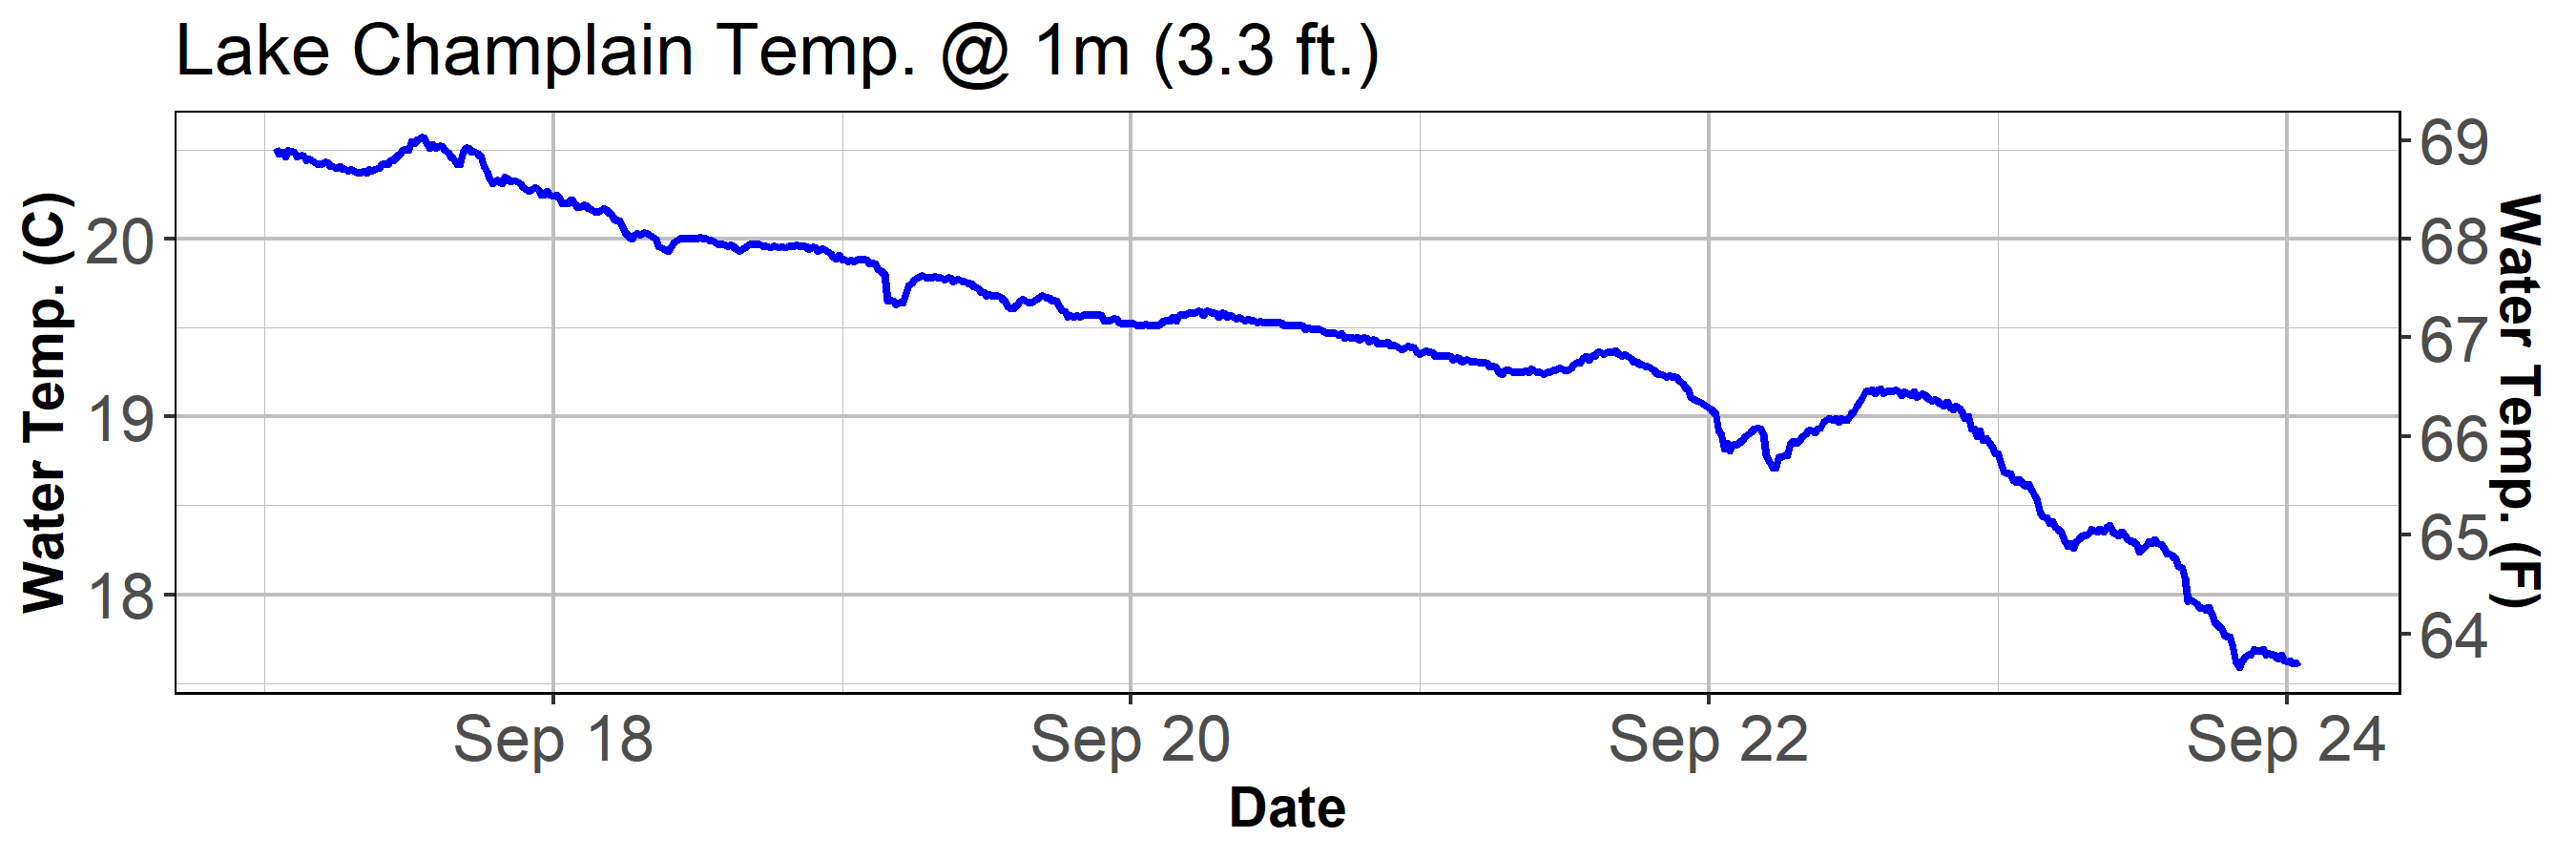 Lake Champlain Temp. @ 1m (3.3 ft.)
Water Temp. (C)
20
19
18
69
68
67
66
65
64
Water Temp. (F)
Sep 18
Sep 20
Sep 22
Sep 24
Date